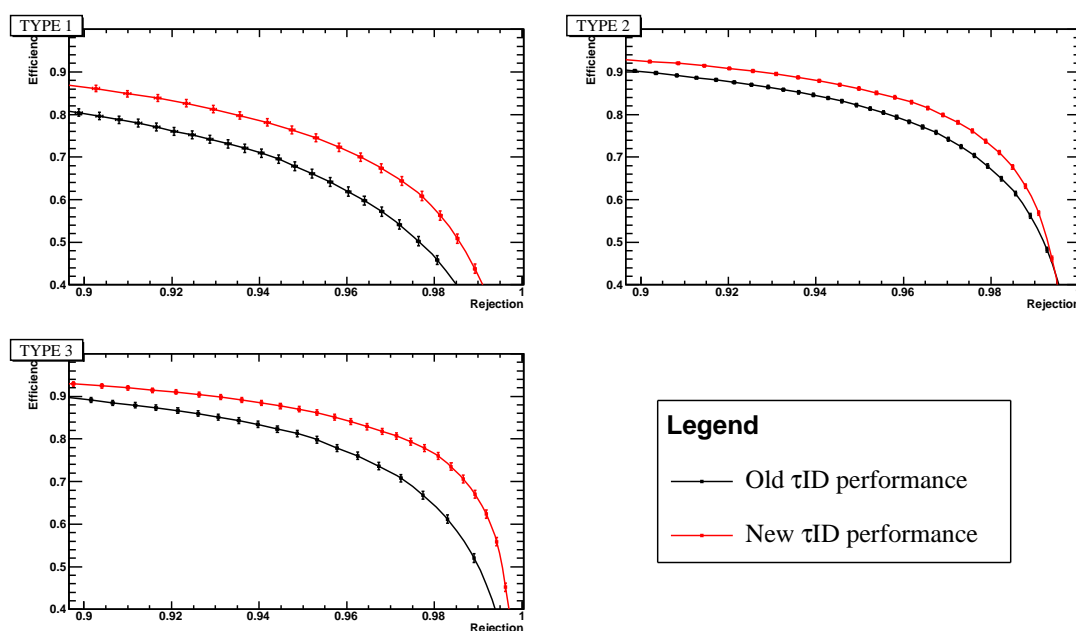 TYPE 1
Efficienc
0.9
0.8
0.7
0.6
0.5
0.4
0.9 0.92 0.94 0.96 0.98 1
Rejection
TYPE 2
Efficienc
0.9
0.8
0.7
0.6
0.5
0.4
0.9 0.92 0.94 0.96 0.98
Rejection
TYPE 3
Efficienc
0.9
0.8
0.7
0.6
0.5
0.4
0.9 0.92 0.94 0.96 0.98 1
Rejection
Legend
Old τID performance
New τID performance